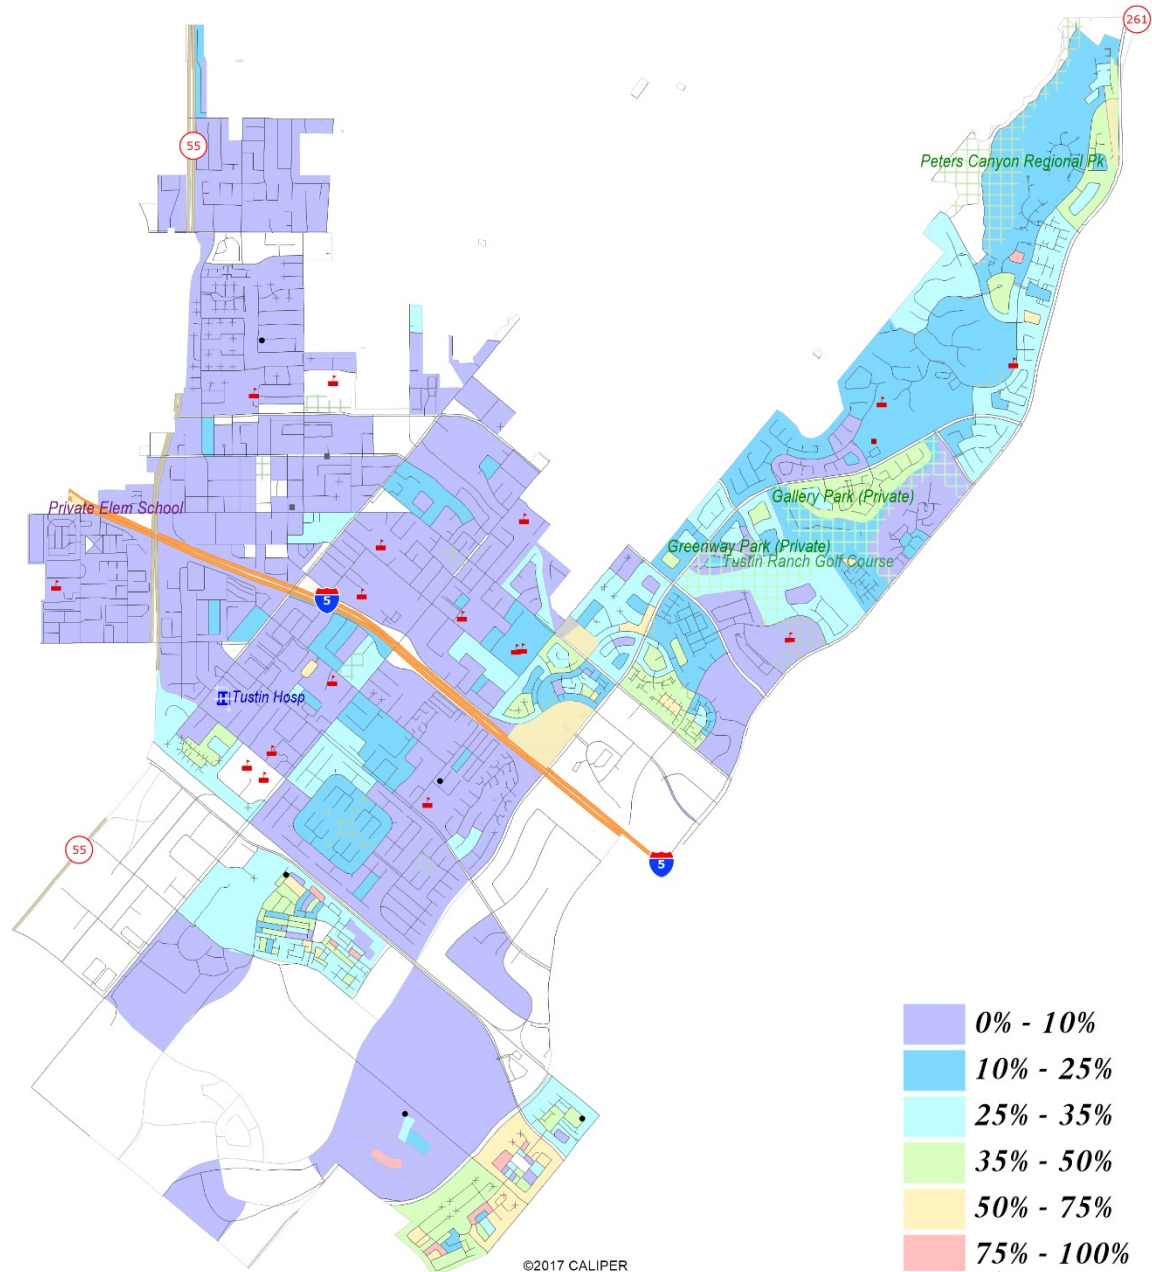 261
55
Peters Canyon Regional Pk
Private Elem School
Gallery Park (Private)
Greenway Park (Private)
Tustin Ranch Golf Course
5
H Tustin Hosp
55
5
0% - 10%
10% - 25%
25% - 35%
35% - 50%
50% - 75%
75% - 100%
©2017 CALIPER